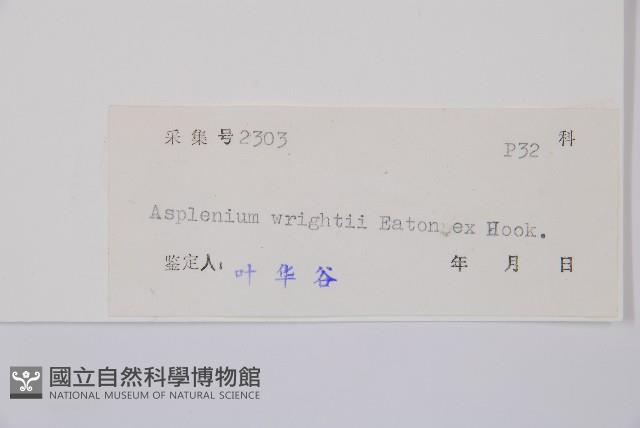 采集号2303
P32 科
Asplenium wrightii Eaton ex Hook.
鉴定人: 叶华谷 年 月 日
國立自然科學博物館
NATIONAL MUSEUM OF NATURAL SCIENCE